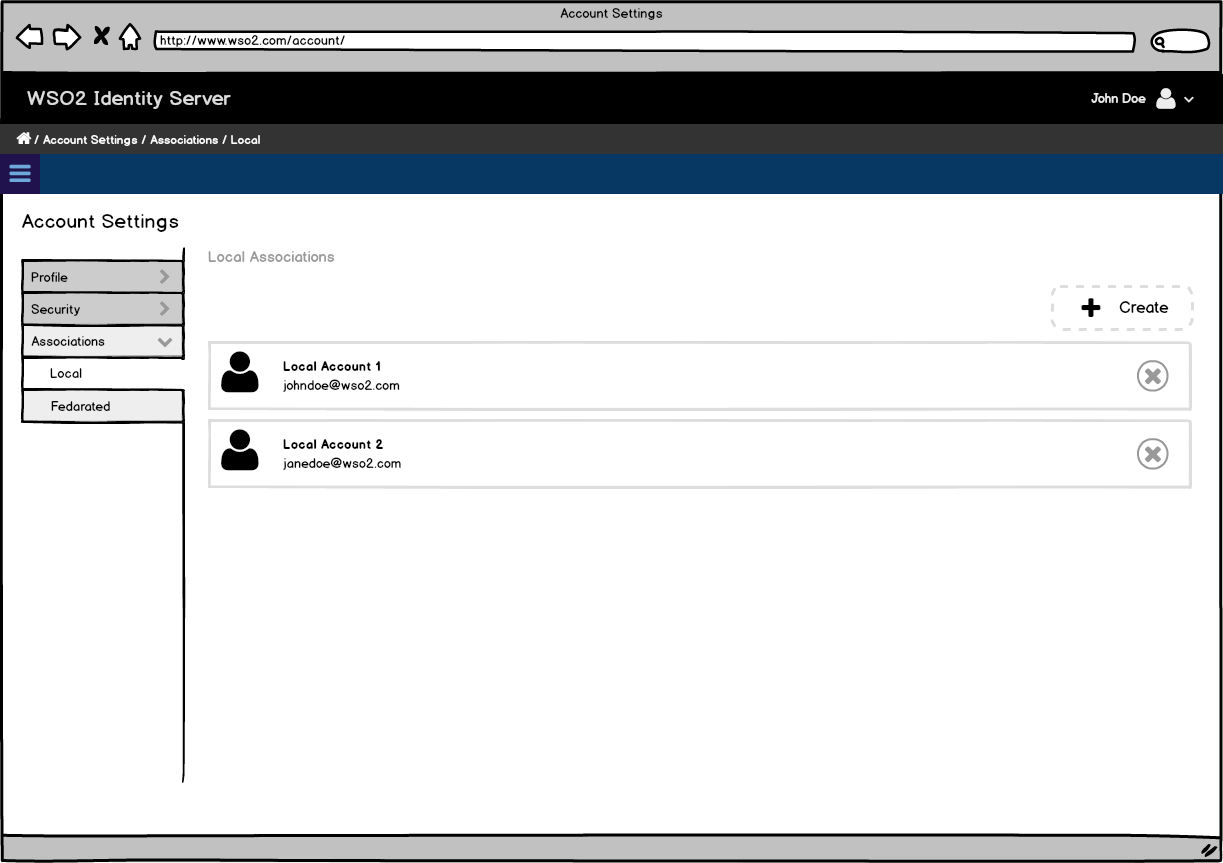 Account Settings
http://www.wso2.com/account/
WSO2 Identity Server
John Doe
/ Account Settings / Associations / Local
Account Settings
Local Associations
Profile
Security
Associations
Local
Fedarated
Create
Local Account 1
johndoe@wso2.com
Local Account 2
janedoe@wso2.com